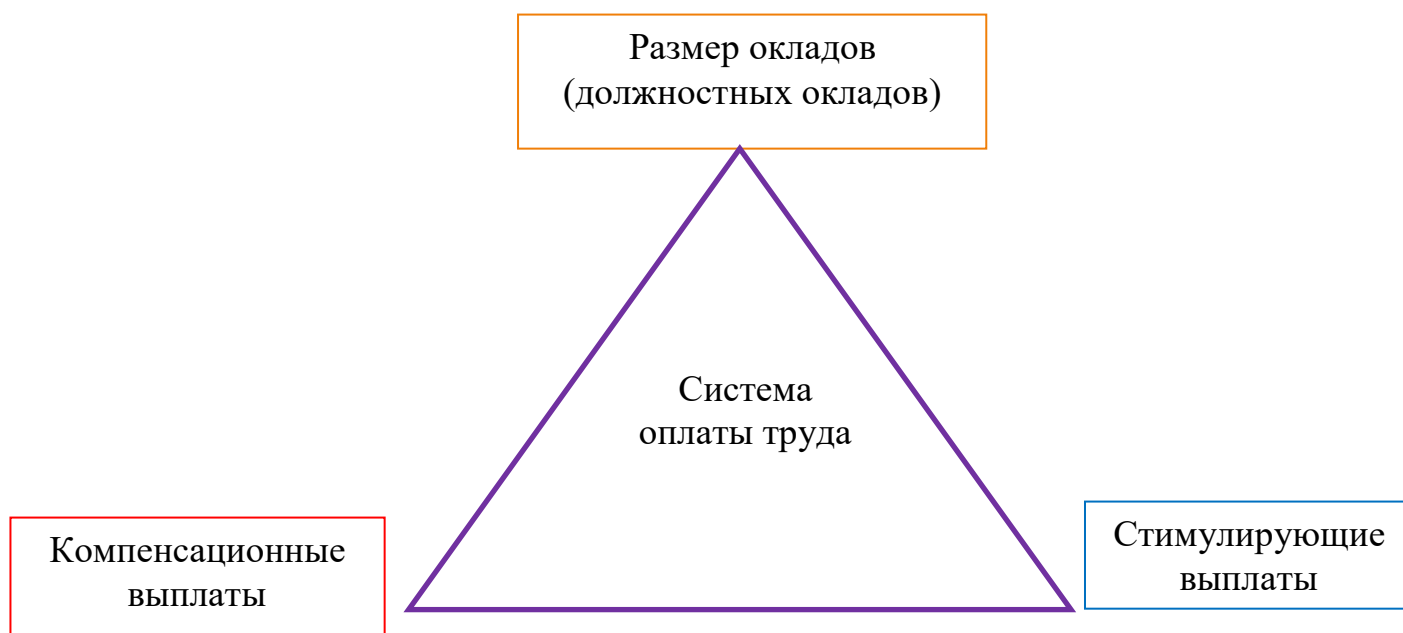 Размер окладов
(должностных окладов)
Система
оплаты труда
Компенсационные
выплаты
Стимулирующие
выплаты